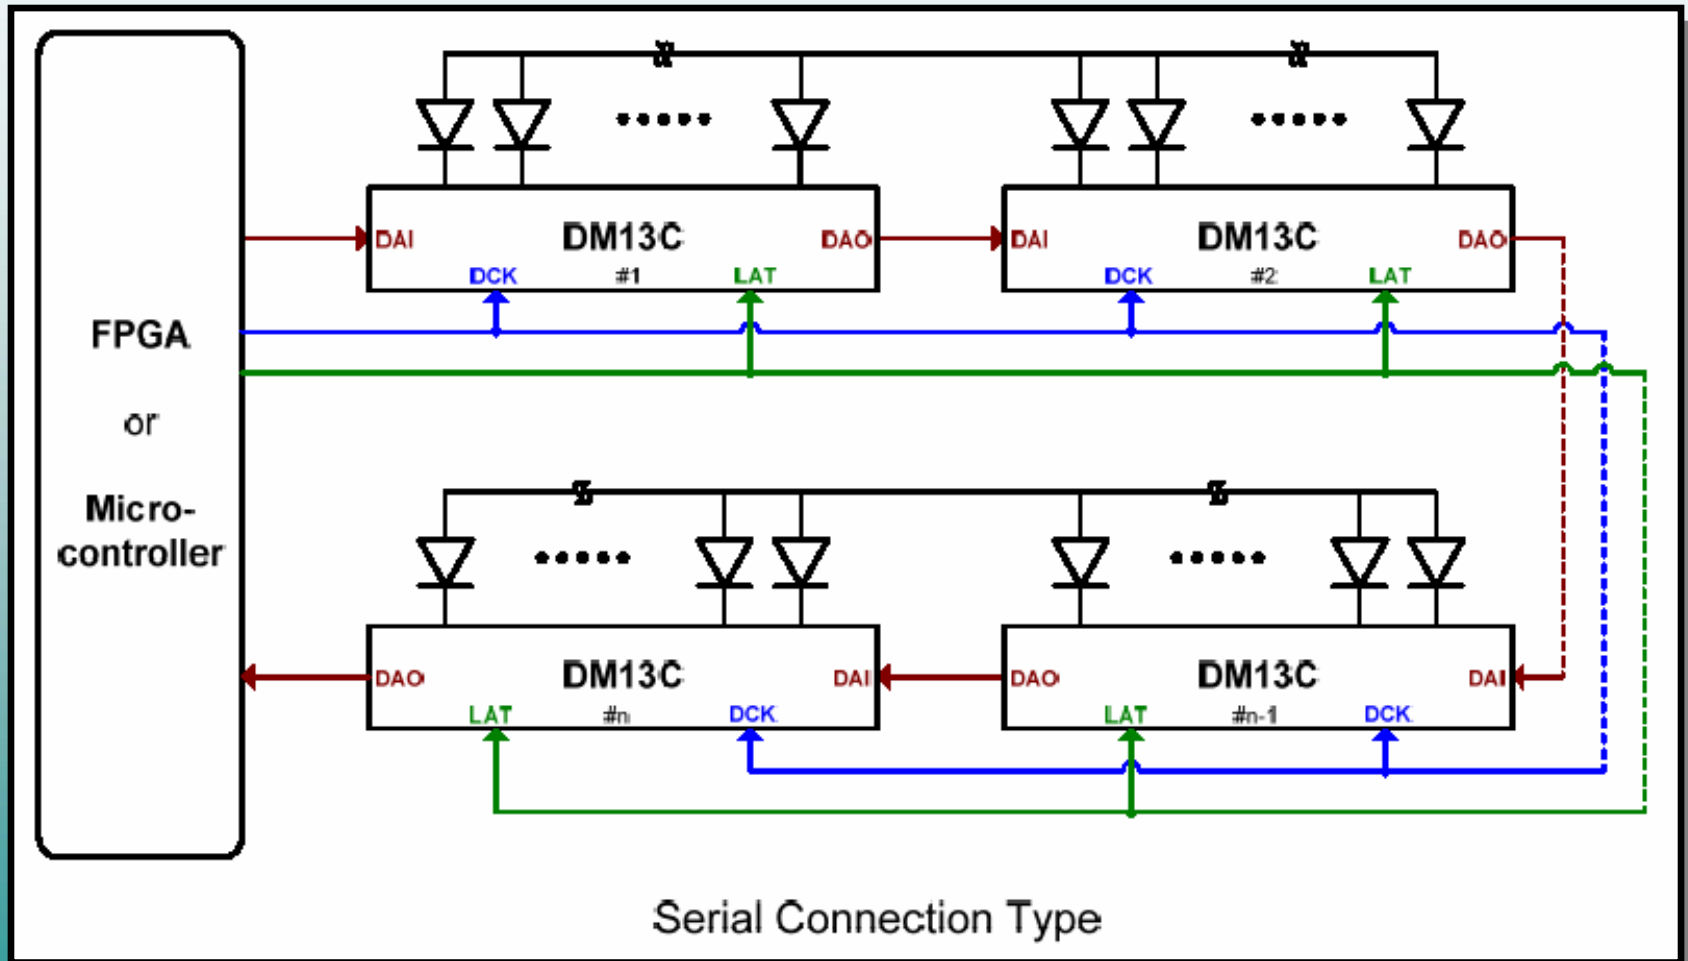 FPGA
or
Micro-
controller
DAI
DM13C
DAO
DCK
#1
LAT
DAI
DM13C
DAO
DCK
#2
LAT
DAO
DM13C
DAI
LAT
#n
DCK
DAO
DM13C
DAI
LAT
#n-1
DCK
Serial Connection Type